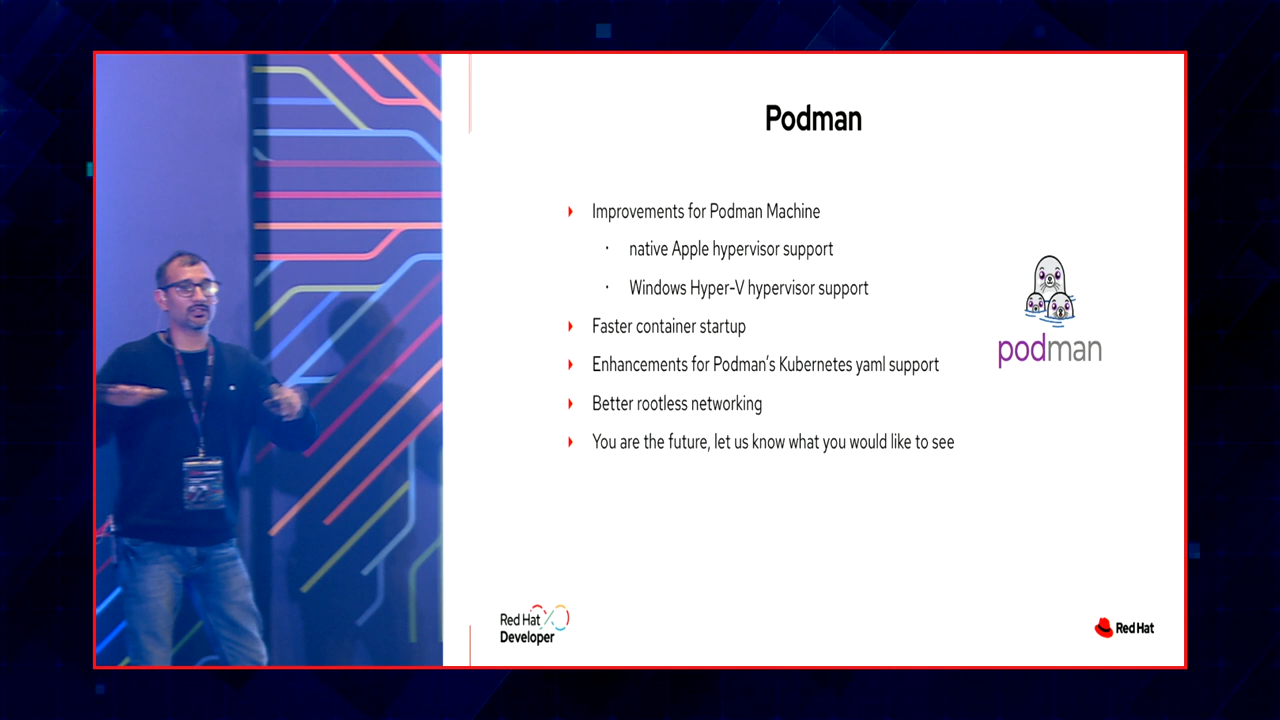 Podman
Improvements for Podman Machine
native Apple hypervisor support
Windows Hyper-V hypervisor support
Faster container startup
Enhancements for Podman's Kubernetes yaml support
Better rootless networking
You are the future, let us know what you would like to see
podman
Red Hat
Developer
Red Hat